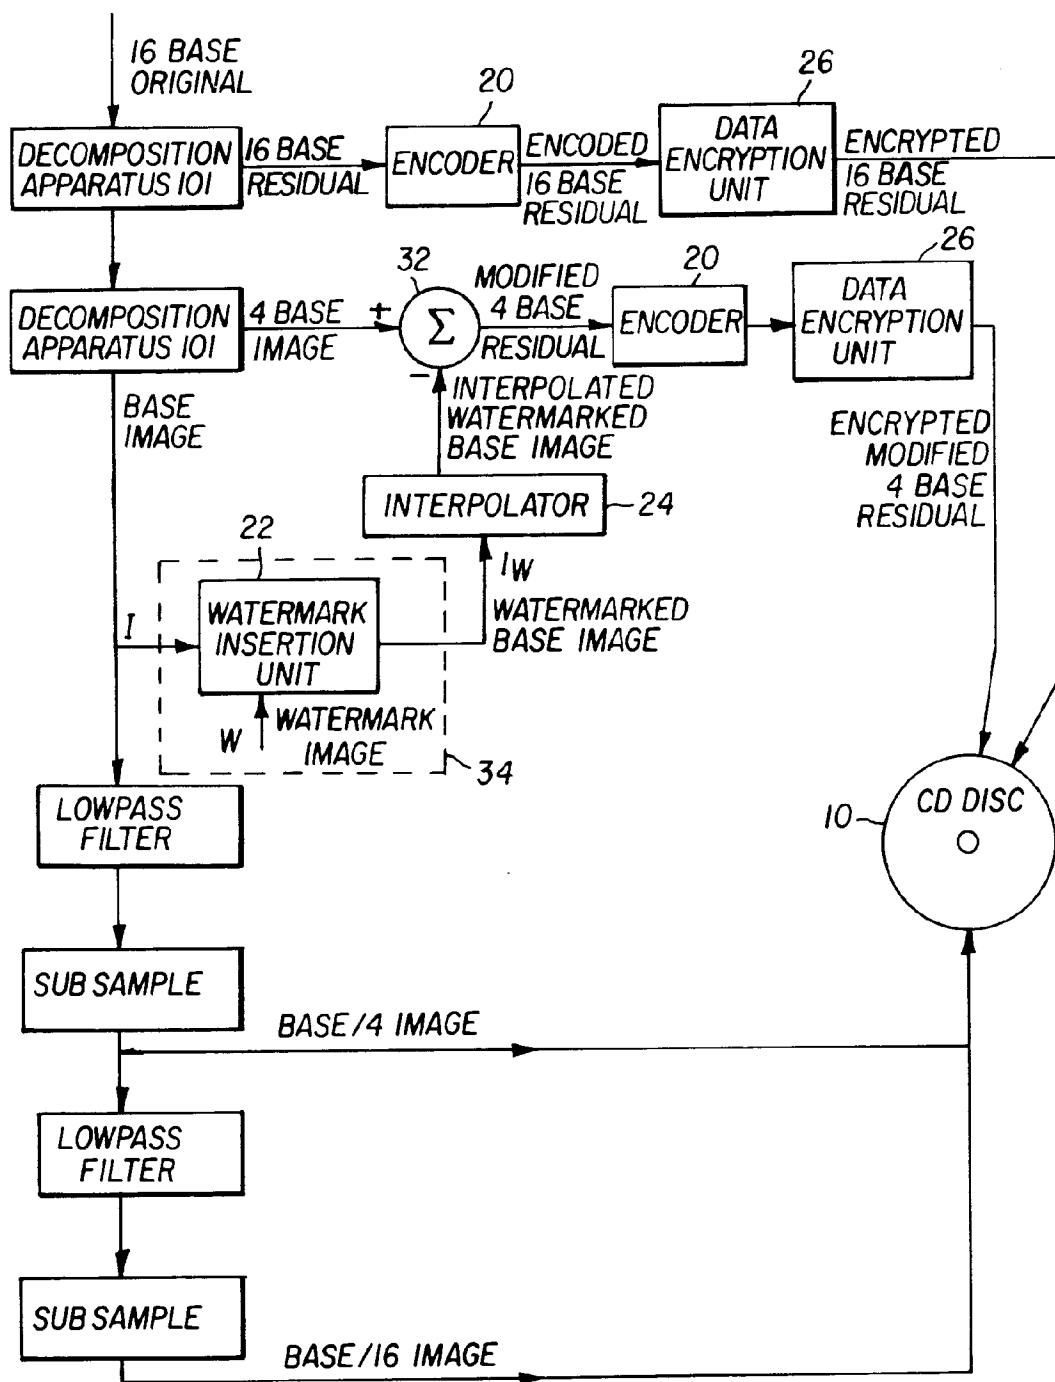 16 BASE
ORIGINAL
DECOMPOSITION
APPARATUS 101
16 BASE
RESIDUAL
20
ENCODER
ENCODED
16 BASE
RESIDUAL
26
DATA
ENCRYPTION
UNIT
ENCRYPTED
16 BASE
RESIDUAL
DECOMPOSITION
APPARATUS 101
4 BASE
IMAGE
32
+
Σ
-
MODIFIED
4 BASE
RESIDUAL
20
ENCODER
26
DATA
ENCRYPTION
UNIT
BASE
IMAGE
INTERPOLATED
WATERMARKED
BASE IMAGE
ENCRYPTED
MODIFIED
4 BASE
RESIDUAL
INTERPOLATOR
24
22
IW
WATERMARKED
BASE IMAGE
I
WATERMARK
INSERTION
UNIT
W
WATERMARK
IMAGE
34
LOWPASS
FILTER
10
CD DISC
SUB SAMPLE
BASE/4 IMAGE
LOWPASS
FILTER
SUB SAMPLE
BASE/16 IMAGE